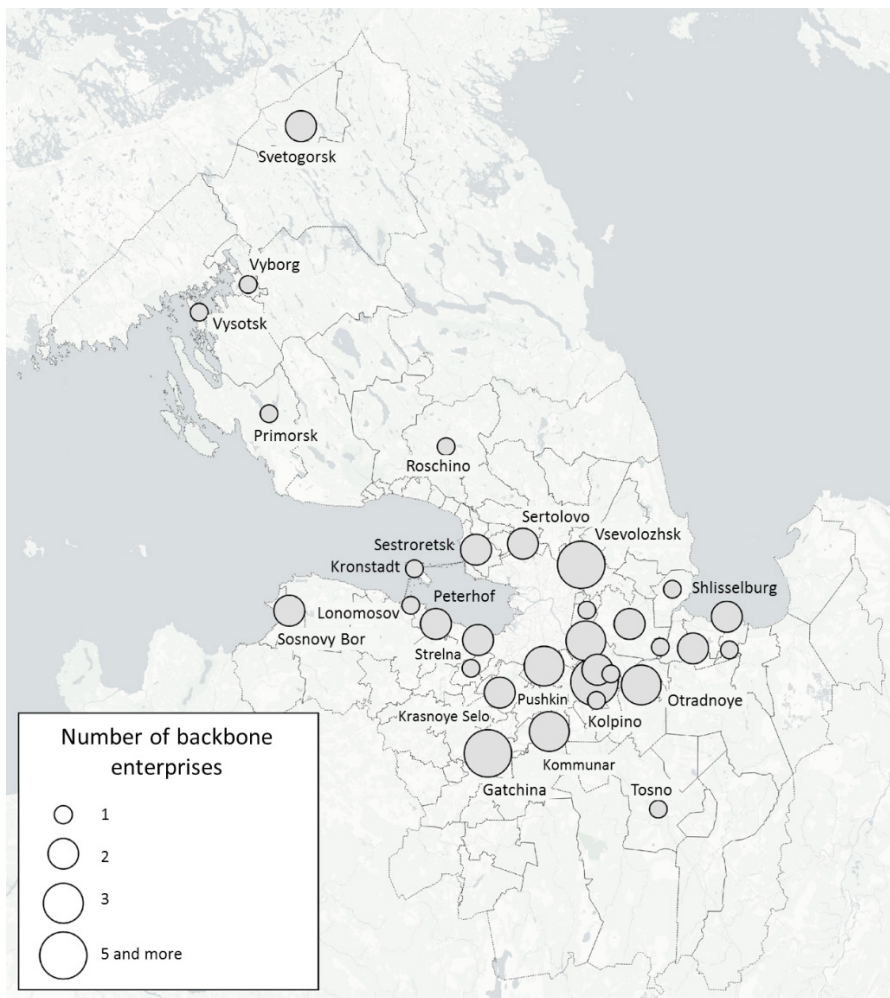 Svetogorsk
Vyborg
Vysotsk
Primorsk
Roschino
Sertolovo
Sestroretsk
Vsevolozhsk
Kronstadt
Peterhof
Shlisselburg
Lonomosov
Sosnovy Bor
Strelna
Pushkin
Otradnoye
Krasnoye Selo
Kolpino
Kommunar
Gatchina
Tosno
Number of backbone
enterprises
1
2
3
5 and more